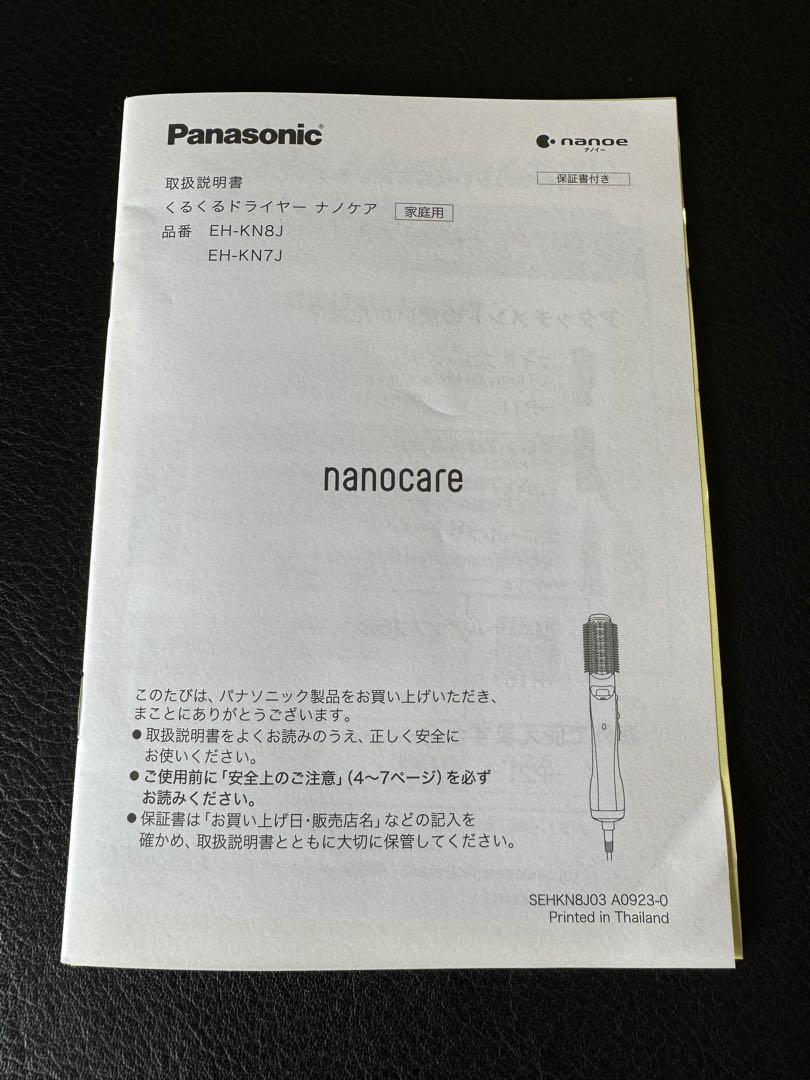 Panasonic
nanoe
ナノイー
取扱説明書
保証書付き
くるくるドライヤー ナノケア 家庭用
品番 EH-KN8J
EH-KN7J
nanocare
このたびは、パナソニック製品をお買い上げいただき、
まことにありがとうございます。
●取扱説明書をよくお読みのうえ、正しく安全に
お使いください。
●ご使用前に「安全上のご注意」(4〜7ページ)を必ず
お読みください。
●保証書は「お買い上げ日・販売店名」などの記入を
確かめ、取扱説明書とともに大切に保管してください。
SEHKN8J03 A0923-0
Printed in Thailand